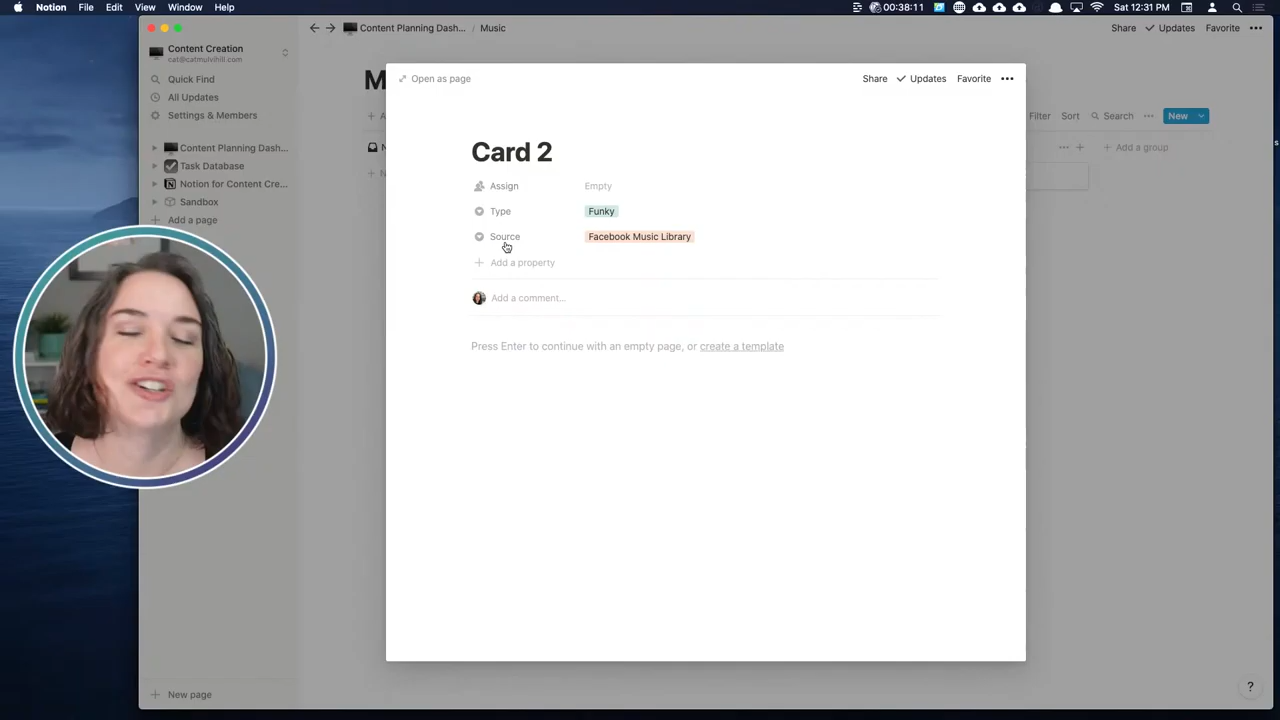 Notion File Edit View Window Help
00:38:11 Sat 12:31 PM
Content Creation
cat@catmulvihill.com
Quick Find
All Updates
Settings & Members
Content Planning Dash...
Task Database
Notion for Content Cre...
Sandbox
Add a page
New page
Content Planning Dash... / Music
Share Updates Favorite
M
Filter Sort Search New
Add a group
Open as page
Share Updates Favorite
Card 2
Assign Empty
Type Funky
Source Facebook Music Library
Add a property
Add a comment...
Press Enter to continue with an empty page, or create a template
?